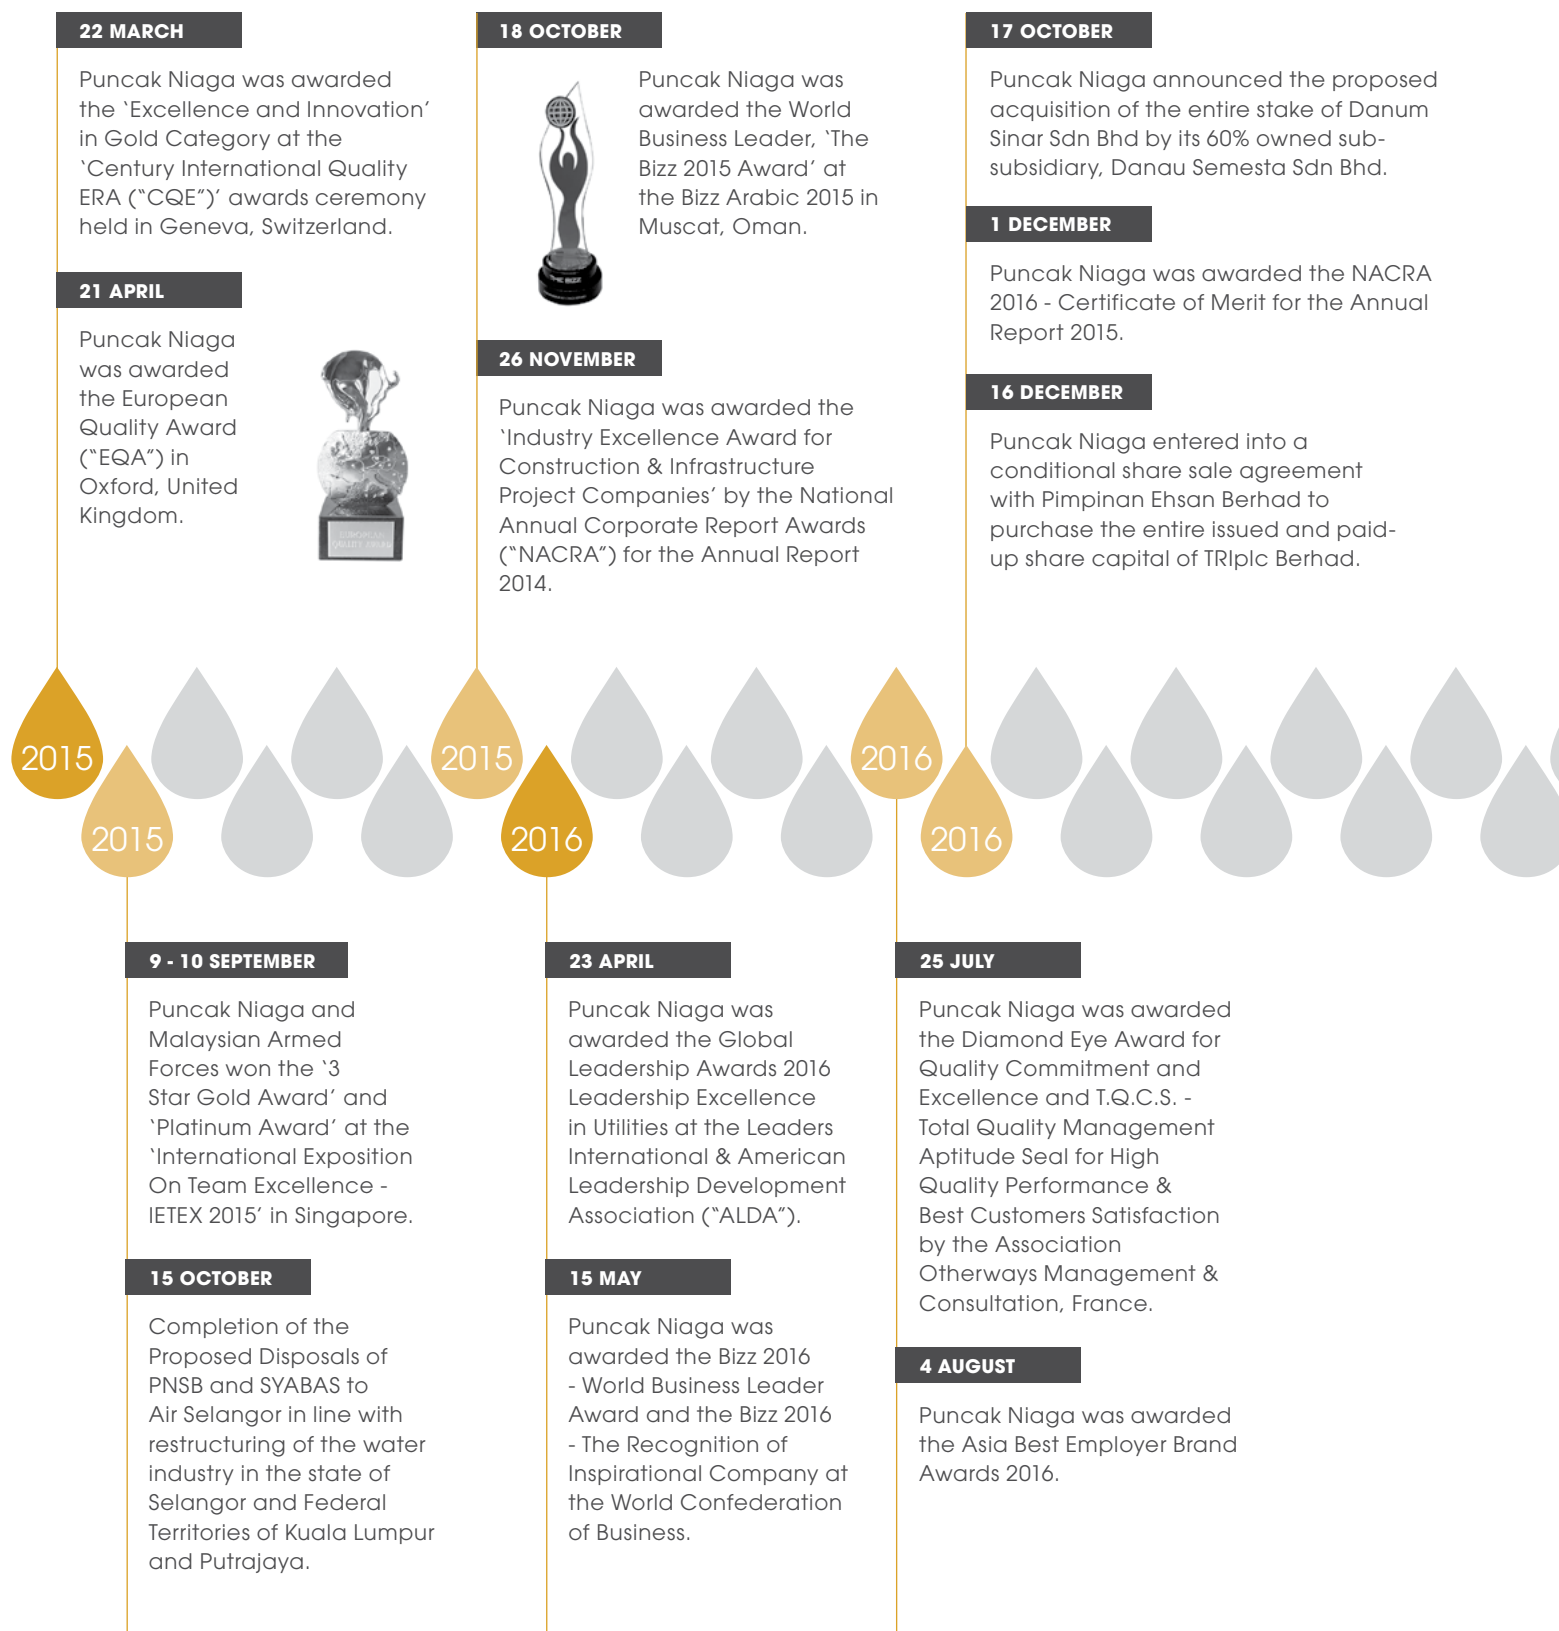 22 MARCH
Puncak Niaga was awarded
the ‘Excellence and Innovation’
in Gold Category at the
‘Century International Quality
ERA (“CQE”)’ awards ceremony
held in Geneva, Switzerland.
21 APRIL
Puncak Niaga
was awarded
the European
Quality Award
(“EQA”) in
Oxford, United
Kingdom.
EUROPEAN
QUALITY AWARD
18 OCTOBER
Puncak Niaga was
awarded the World
Business Leader, ‘The
Bizz 2015 Award’ at
the Bizz Arabic 2015 in
Muscat, Oman.
THE BIZZ
26 NOVEMBER
Puncak Niaga was awarded the
‘Industry Excellence Award for
Construction & Infrastructure
Project Companies’ by the National
Annual Corporate Report Awards
(“NACRA”) for the Annual Report
2014.
17 OCTOBER
Puncak Niaga announced the proposed
acquisition of the entire stake of Danum
Sinar Sdn Bhd by its 60% owned sub-
subsidiary, Danau Semesta Sdn Bhd.
1 DECEMBER
Puncak Niaga was awarded the NACRA
2016 - Certificate of Merit for the Annual
Report 2015.
16 DECEMBER
Puncak Niaga entered into a
conditional share sale agreement
with Pimpinan Ehsan Berhad to
purchase the entire issued and paid-
up share capital of TRIplc Berhad.
2015
2015
2015
2016
2016
2016
9 - 10 SEPTEMBER
Puncak Niaga and
Malaysian Armed
Forces won the ‘3
Star Gold Award’ and
‘Platinum Award’ at the
‘International Exposition
On Team Excellence -
IETEX 2015’ in Singapore.
15 OCTOBER
Completion of the
Proposed Disposals of
PNSB and SYABAS to
Air Selangor in line with
restructuring of the water
industry in the state of
Selangor and Federal
Territories of Kuala Lumpur
and Putrajaya.
23 APRIL
Puncak Niaga was
awarded the Global
Leadership Awards 2016
Leadership Excellence
in Utilities at the Leaders
International & American
Leadership Development
Association (“ALDA”).
15 MAY
Puncak Niaga was
awarded the Bizz 2016
- World Business Leader
Award and the Bizz 2016
- The Recognition of
Inspirational Company at
the World Confederation
of Business.
25 JULY
Puncak Niaga was awarded
the Diamond Eye Award for
Quality Commitment and
Excellence and T.Q.C.S. -
Total Quality Management
Aptitude Seal for High
Quality Performance &
Best Customers Satisfaction
by the Association
Otherways Management &
Consultation, France.
4 AUGUST
Puncak Niaga was awarded
the Asia Best Employer Brand
Awards 2016.